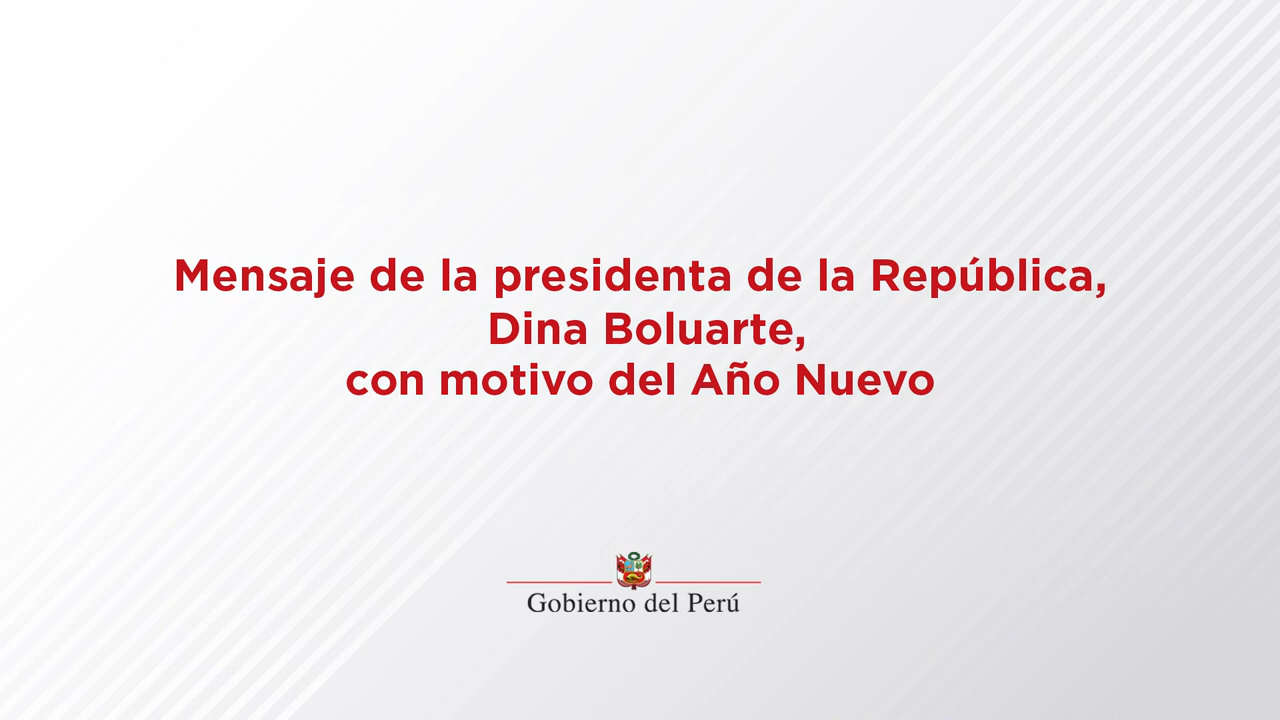 Mensaje de la presidenta de la República,
Dina Boluarte,
con motivo del Año Nuevo
Gobierno del Perú